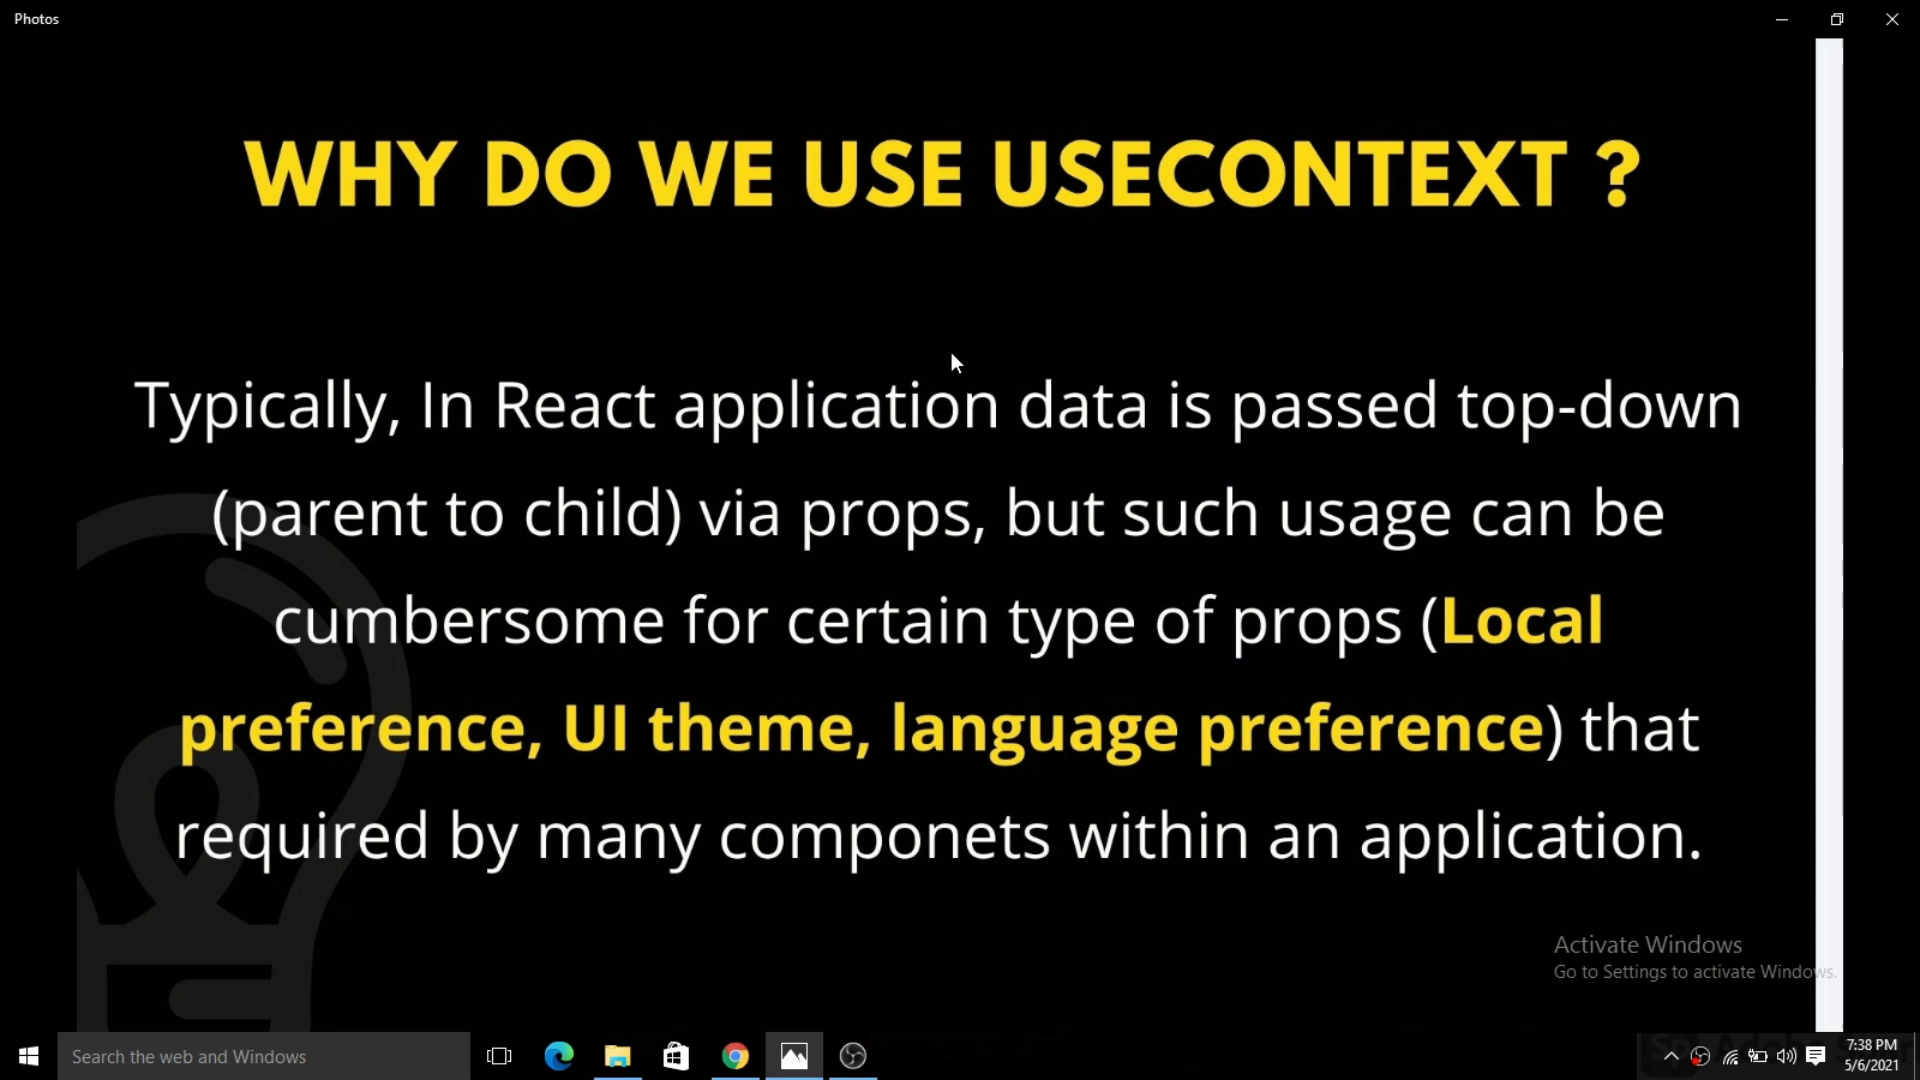 Photos
WHY DO WE USE USECONTEXT ?
Typically, In React application data is passed top-down
(parent to child) via props, but such usage can be
cumbersome for certain type of props (Local
preference, UI theme, language preference) that
required by many componets within an application.
Activate Windows
Go to Settings to activate Windows.
Search the web and Windows
7:38 PM
5/6/2021